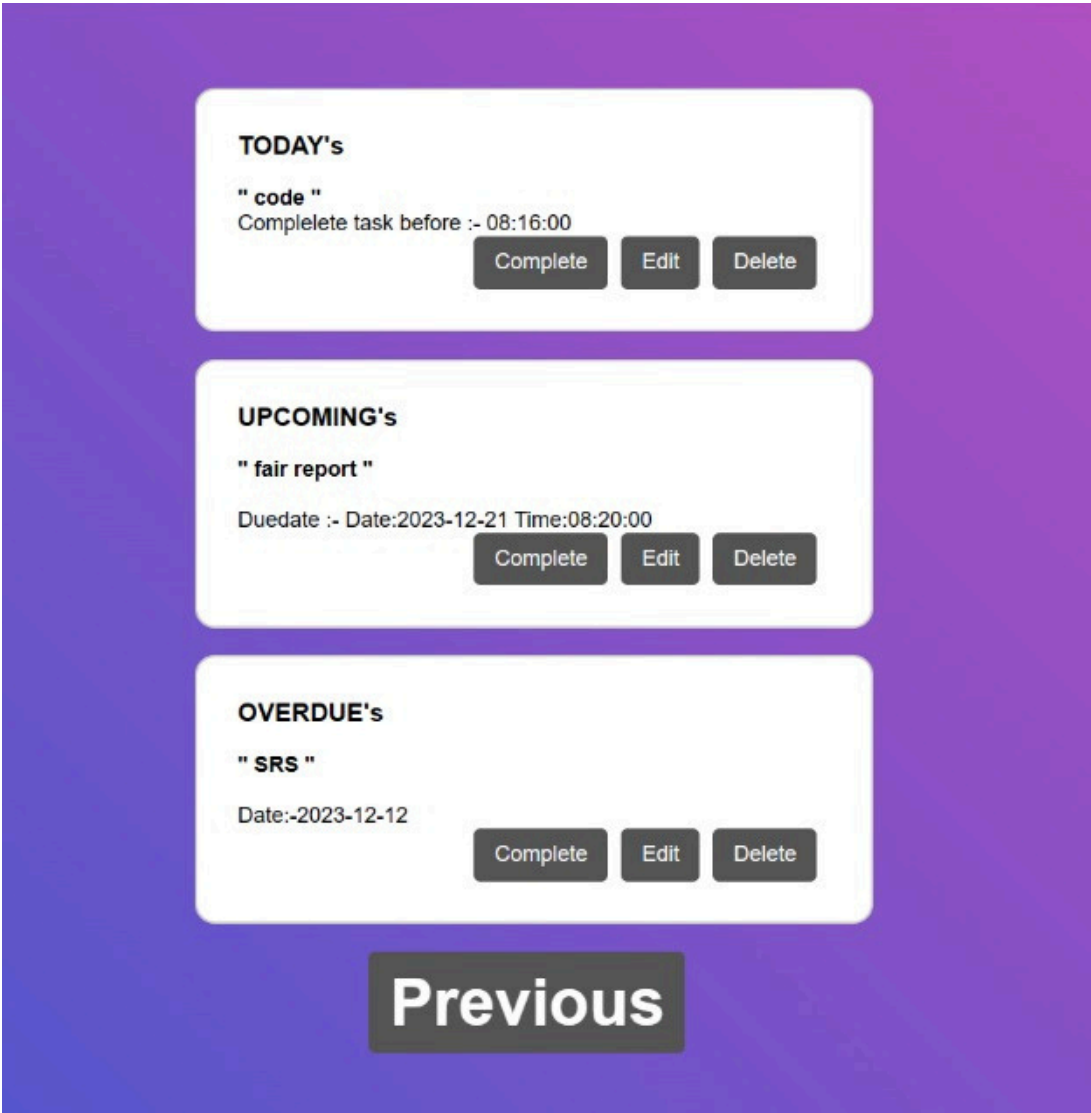 TODAY's
" code "
Complelete task before :- 08:16:00
Complete Edit Delete
UPCOMING's
" fair report "
Duedate :- Date:2023-12-21 Time:08:20:00
Complete Edit Delete
OVERDUE's
" SRS "
Date:-2023-12-12
Complete Edit Delete
Previous